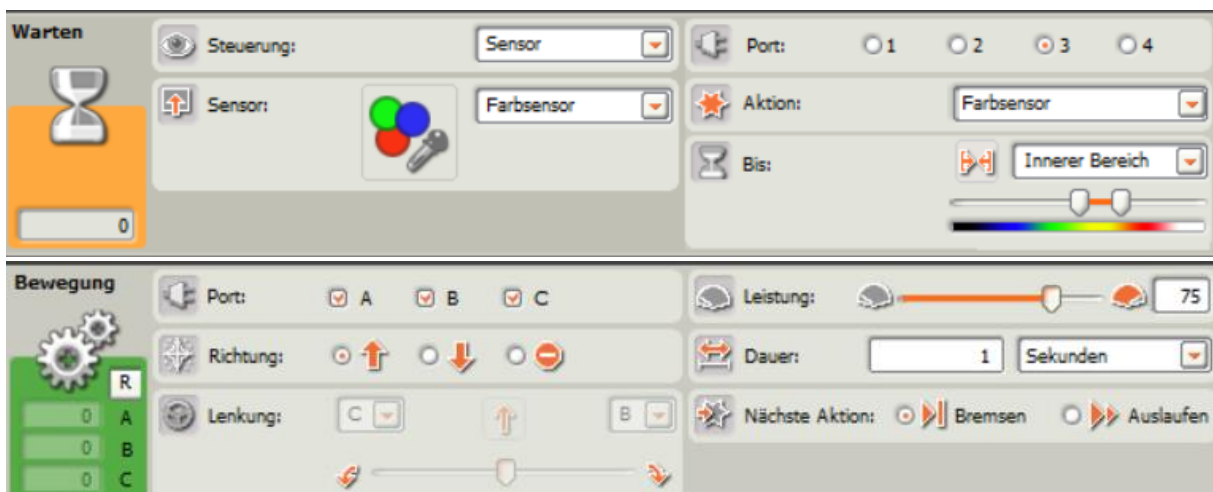 Warten
Steuerung: Sensor
Port: 1 2 3 4
Sensor: Farbsensor
Aktion: Farbsensor
Bis: Innerer Bereich
0
Bewegung
Port: A B C
Leistung: 75
Richtung:
Dauer: 1 Sekunden
R
0 A
Lenkung: C B
Nächste Aktion: Bremsen Auslaufen
0 B
0 C